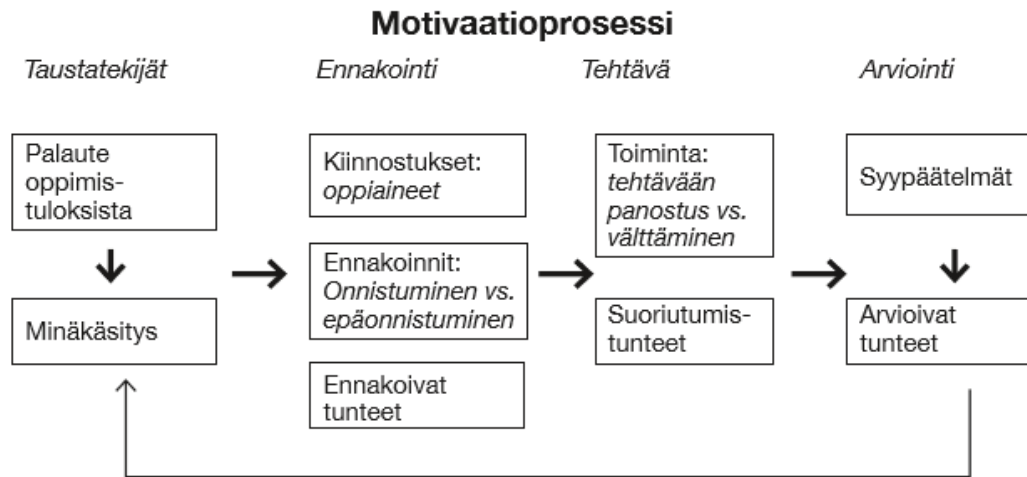 Motivaatioprosessi
Taustatekijät
Ennakointi
Tehtävä
Arviointi
Palaute
oppimis-
tuloksista
Minäkäsitys
Kiinnostukset:
oppiaineet
Ennakoinnit:
Onnistuminen vs.
epäonnistuminen
Ennakoivat
tunteet
Toiminta:
tehtävään
panostus vs.
välttäminen
Suoriutumis-
tunteet
Syypäätelmät
Arvioivat
tunteet